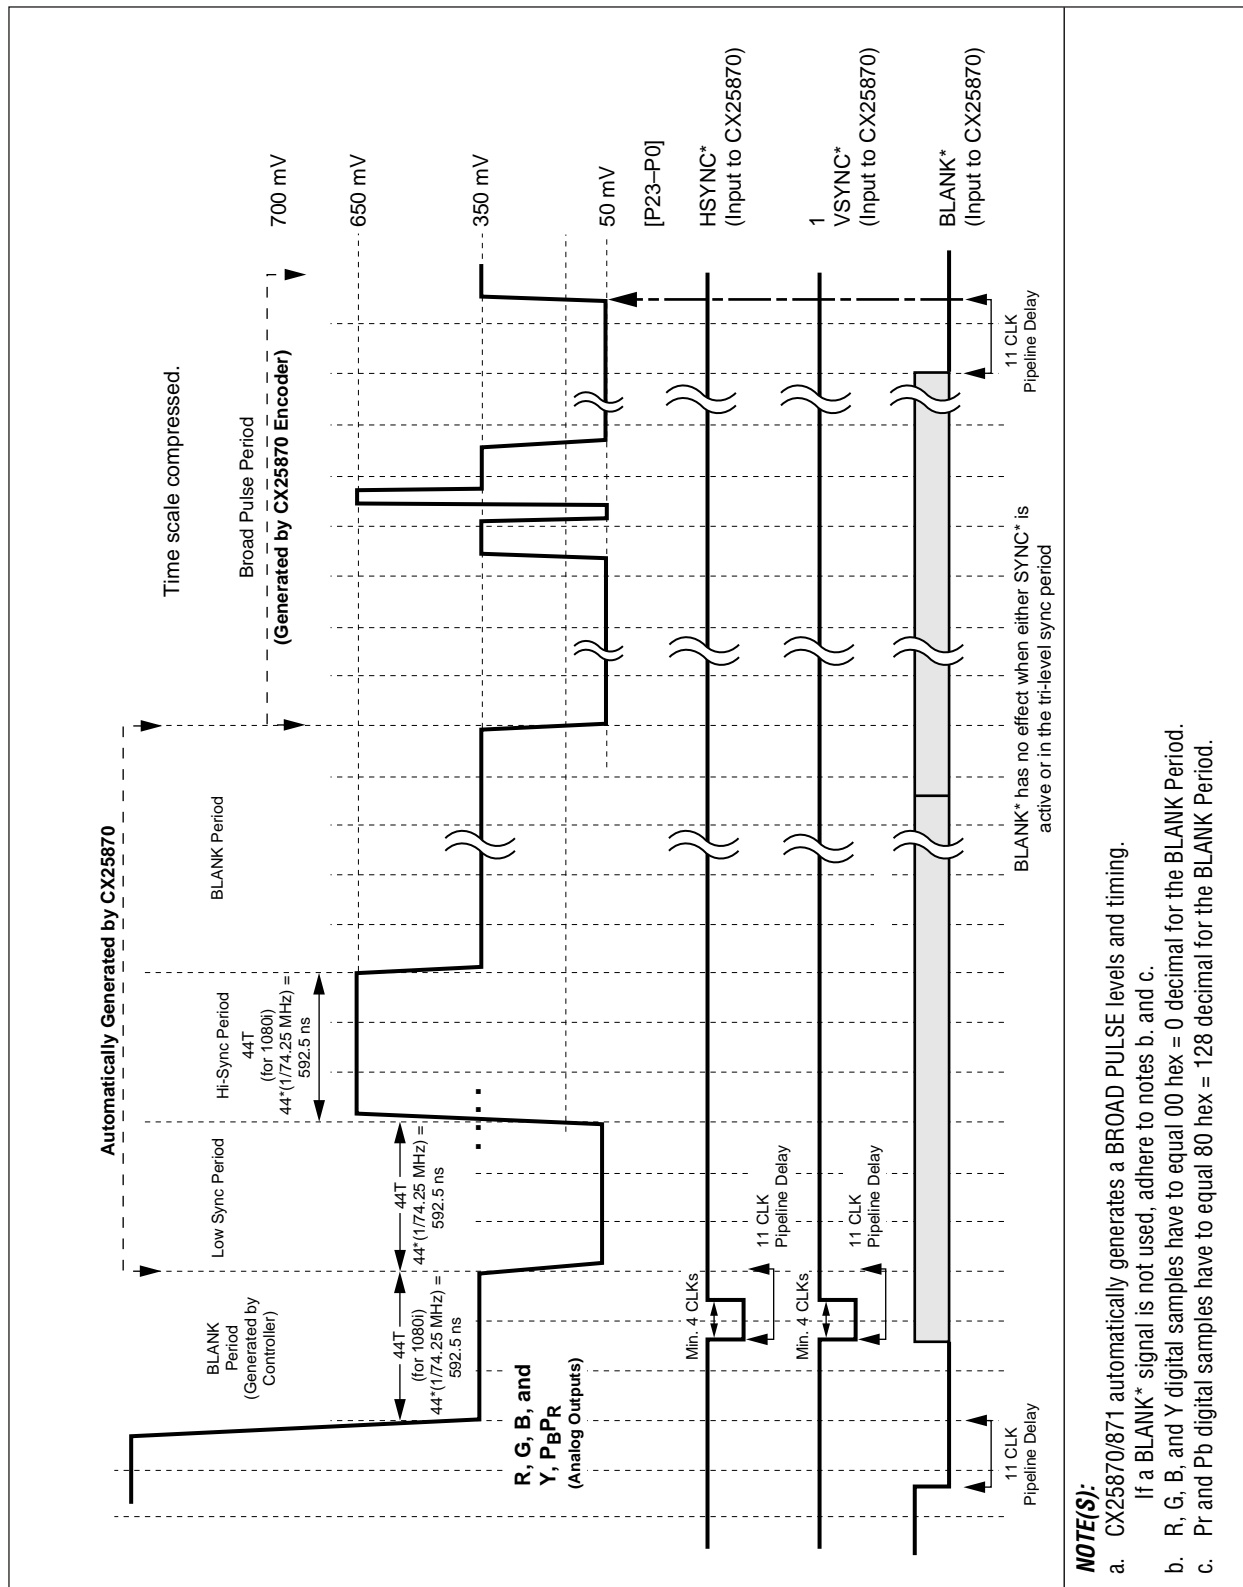 Automatically Generated by CX25870
Time scale compressed.
BLANK
Period
(Generated by
Controller)
Low Sync Period
Hi-Sync Period
BLANK Period
Broad Pulse Period
(Generated by CX25870 Encoder)
44T
(for 1080i)
44*(1/74.25 MHz) =
592.5 ns
44T
44*(1/74.25 MHz) =
592.5 ns
44T
(for 1080i)
44*(1/74.25 MHz) =
592.5 ns
700 mV
650 mV
350 mV
50 mV
R, G, B, and
Y, PBPR
(Analog Outputs)
[P23–P0]
HSYNC*
(Input to CX25870)
Min. 4 CLKs
11 CLK
Pipeline Delay
1
VSYNC*
(Input to CX25870)
Min. 4 CLKs
11 CLK
Pipeline Delay
BLANK*
(Input to CX25870)
11 CLK
Pipeline Delay
BLANK* has no effect when either SYNC* is
active or in the tri-level sync period
11 CLK
Pipeline Delay
NOTE(S):
a. CX25870/871 automatically generates a BROAD PULSE levels and timing.
If a BLANK* signal is not used, adhere to notes b. and c.
b. R, G, B, and Y digital samples have to equal 00 hex = 0 decimal for the BLANK Period.
c. Pr and Pb digital samples have to equal 80 hex = 128 decimal for the BLANK Period.